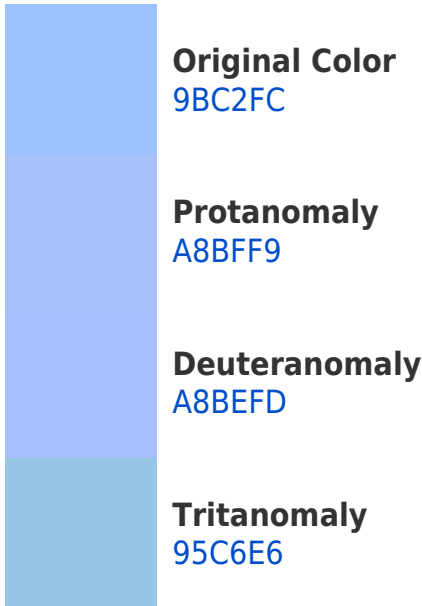 Original Color
9BC2FC
Protanomaly
A8BFF9
Deuteranomaly
A8BEFD
Tritanomaly
95C6E6